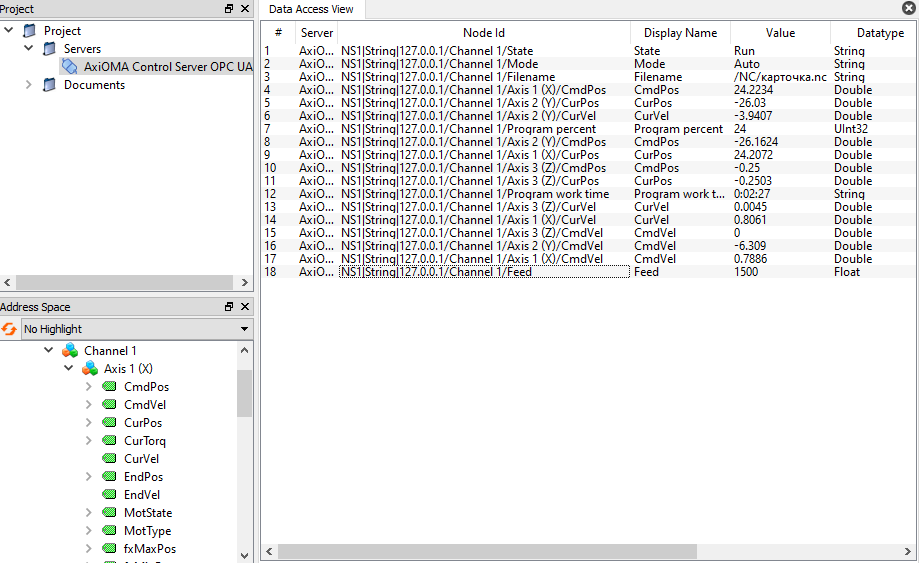 Project
Project
Servers
AxiOMA Control Server OPC UA
Documents
Address Space
No Highlight
Channel 1
Axis 1 (X)
CmdPos
CmdVel
CurPos
CurTorq
CurVel
EndPos
EndVel
MotState
MotType
fxMaxPos
Data Access View
# Server Node Id Display Name Value Datatype
1 AxiO... NS1|String|127.0.0.1/Channel 1/State State Run String
2 AxiO... NS1|String|127.0.0.1/Channel 1/Mode Mode Auto String
3 AxiO... NS1|String|127.0.0.1/Channel 1/Filename Filename /NC/карточка.nc String
4 AxiO... NS1|String|127.0.0.1/Channel 1/Axis 1 (X)/CmdPos CmdPos 24.2234 Double
5 AxiO... NS1|String|127.0.0.1/Channel 1/Axis 2 (Y)/CurPos CurPos -26.03 Double
6 AxiO... NS1|String|127.0.0.1/Channel 1/Axis 2 (Y)/CurVel CurVel -3.9407 Double
7 AxiO... NS1|String|127.0.0.1/Channel 1/Program percent Program percent 24 UInt32
8 AxiO... NS1|String|127.0.0.1/Channel 1/Axis 2 (Y)/CmdPos CmdPos -26.1624 Double
9 AxiO... NS1|String|127.0.0.1/Channel 1/Axis 1 (X)/CurPos CurPos 24.2072 Double
10 AxiO... NS1|String|127.0.0.1/Channel 1/Axis 3 (Z)/CmdPos CmdPos -0.25 Double
11 AxiO... NS1|String|127.0.0.1/Channel 1/Axis 3 (Z)/CurPos CurPos -0.2503 Double
12 AxiO... NS1|String|127.0.0.1/Channel 1/Program work time Program work t... 0:02:27 String
13 AxiO... NS1|String|127.0.0.1/Channel 1/Axis 3 (Z)/CurVel CurVel 0.0045 Double
14 AxiO... NS1|String|127.0.0.1/Channel 1/Axis 1 (X)/CurVel CurVel 0.8061 Double
15 AxiO... NS1|String|127.0.0.1/Channel 1/Axis 3 (Z)/CmdVel CmdVel 0 Double
16 AxiO... NS1|String|127.0.0.1/Channel 1/Axis 2 (Y)/CmdVel CmdVel -6.309 Double
17 AxiO... NS1|String|127.0.0.1/Channel 1/Axis 1 (X)/CmdVel CmdVel 0.7886 Double
18 AxiO... NS1|String|127.0.0.1/Channel 1/Feed Feed 1500 Float